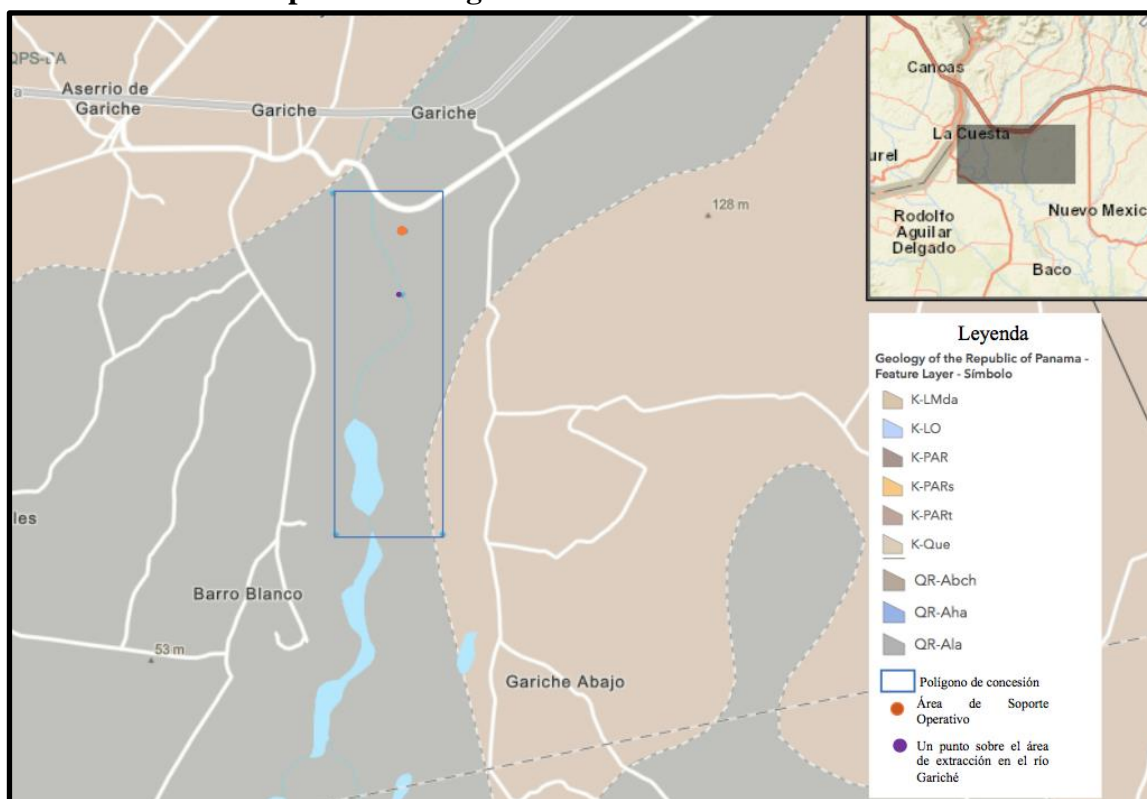 QPS-BA
Aserrio de
Gariche
Gariche
Gariche
128 m
les
Barro Blanco
53 m
Gariche Abajo
Canoas
La Cuesta
urel
Rodolfo
Aguilar
Delgado
Nuevo Mexic
Baco
Leyenda
Geology of the Republic of Panama -
Feature Layer - Símbolo
K-LMda
K-LO
K-PAR
K-PARs
K-PARt
K-Que
QR-Abch
QR-Aha
QR-Ala
Polígono de concesión
Área de Soporte
Operativo
Un punto sobre el área
de extracción en el río
Gariché